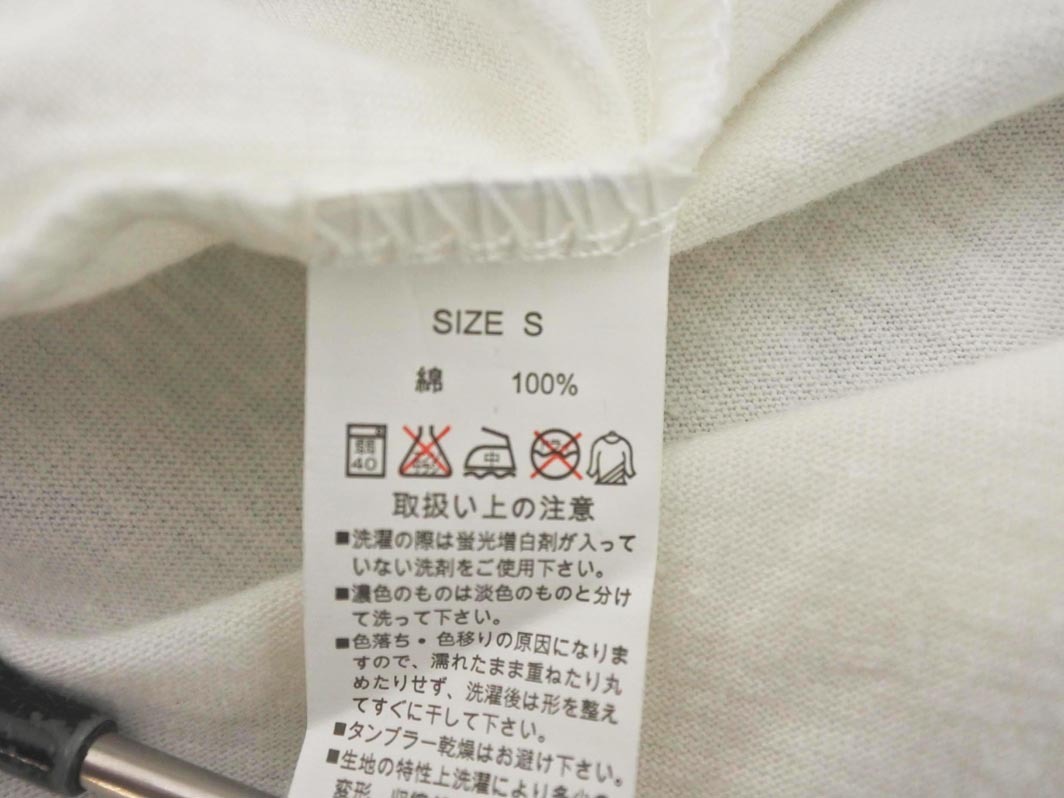 SIZE S
綿 100%
弱
40
中
取扱い上の注意
■洗濯の際は蛍光増白剤が入って
いない洗剤をご使用下さい。
■濃色のものは淡色のものと分け
て洗って下さい。
■色落ち・色移りの原因になりま
すので、濡れたまま重ねたり丸
めたりせず、洗濯後は形を整え
てすぐに干して下さい。
■タンブラー乾燥はお避け下さい。
■生地の特性上洗濯により多少の
変形